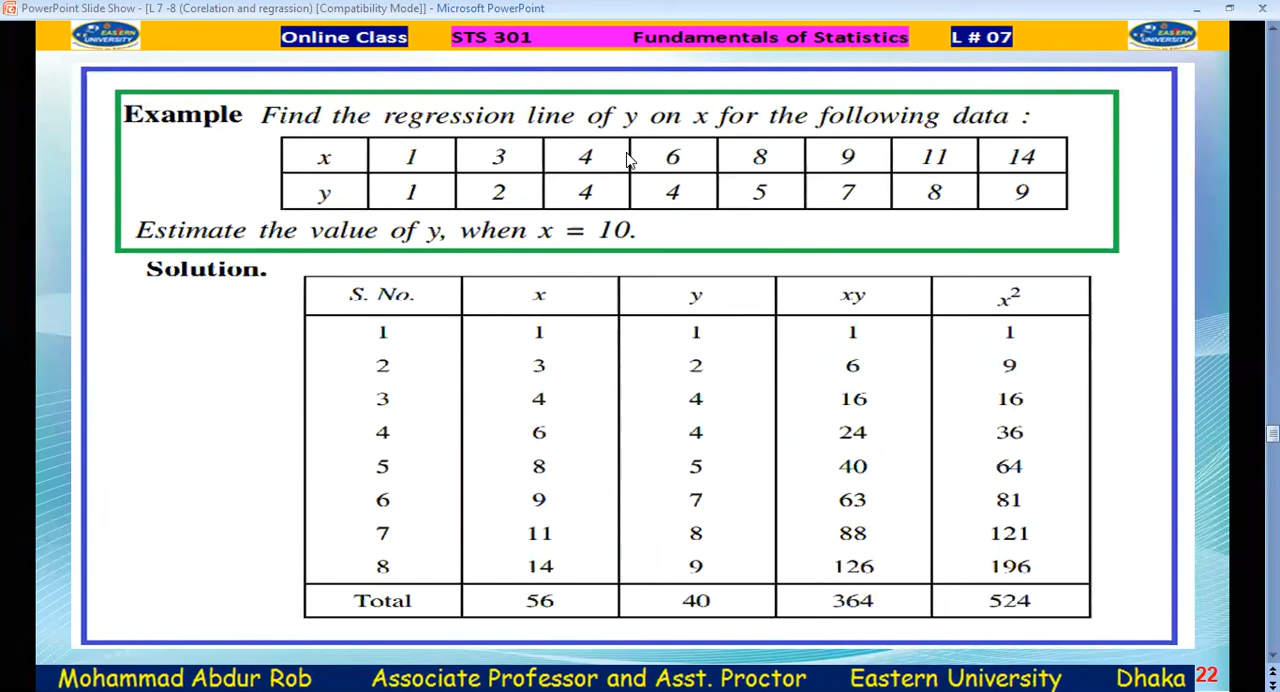 PowerPoint Slide Show - [L 7 -8 (Corelation and regrassion) [Compatibility Mode]] - Microsoft PowerPoint
EASTERN UNIVERSITY Online Class STS 301 Fundamentals of Statistics L # 07 EASTERN UNIVERSITY
Example Find the regression line of y on x for the following data :
x 1 3 4 6 8 9 11 14
y 1 2 4 4 5 7 8 9
Estimate the value of y, when x = 10.
Solution.
S. No. x y xy x²
1 1 1 1 1
2 3 2 6 9
3 4 4 16 16
4 6 4 24 36
5 8 5 40 64
6 9 7 63 81
7 11 8 88 121
8 14 9 126 196
Total 56 40 364 524
Mohammad Abdur Rob Associate Professor and Asst. Proctor Eastern University Dhaka 22